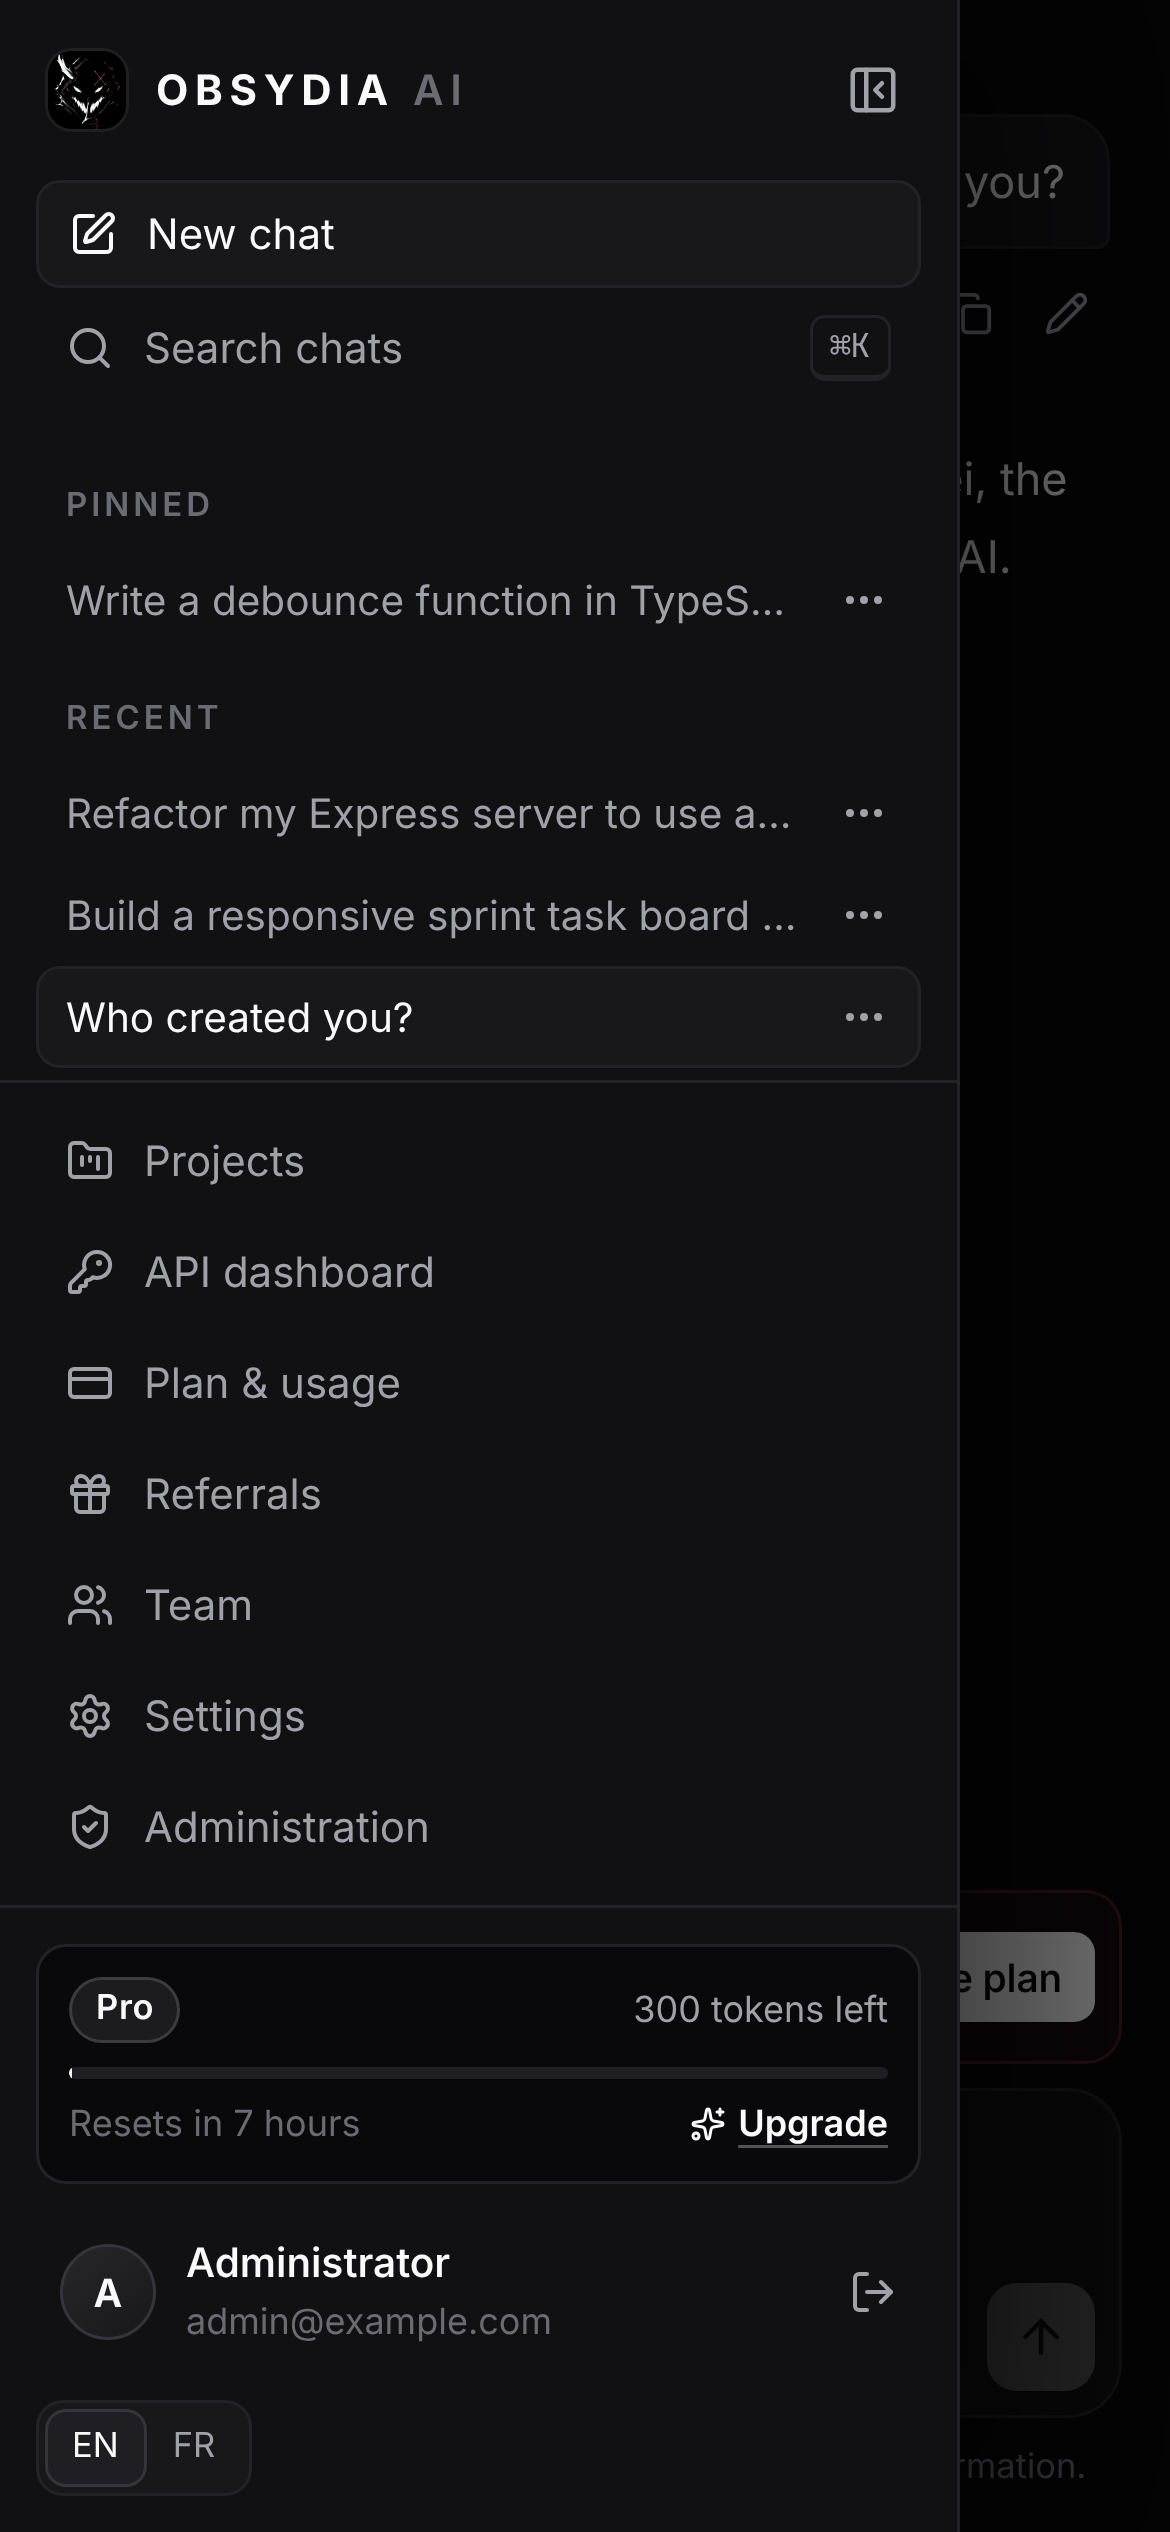 OBSYDIA AI
New chat
Search chats
⌘K
PINNED
Write a debounce function in TypeS...
RECENT
Refactor my Express server to use a...
Build a responsive sprint task board ...
Who created you?
Projects
API dashboard
Plan & usage
Referrals
Team
Settings
Administration
Pro
300 tokens left
Resets in 7 hours
Upgrade
A
Administrator
admin@example.com
EN
FR
you?
, the
AI.
plan